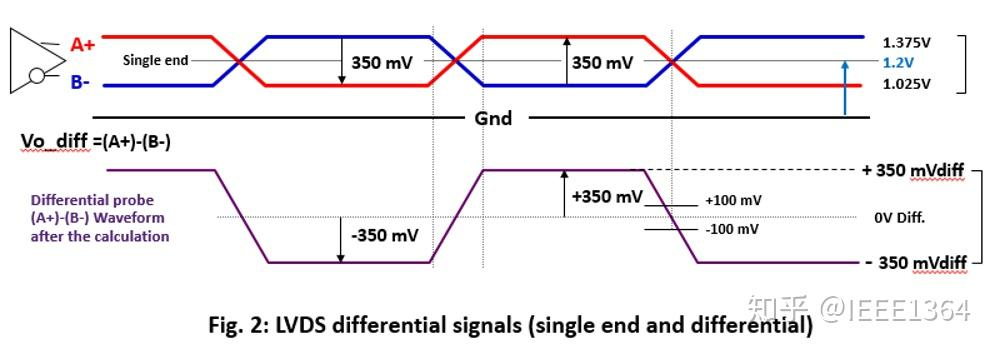 A+
Single end
350 mV
350 mV
1.375V
1.2V
B-
1.025V
Gnd
Vo_diff =(A+)-(B-)
+ 350 mVdiff
Differential probe
(A+)-(B-) Waveform
after the calculation
+350 mV
+100 mV
0V Diff.
-350 mV
-100 mV
- 350 mVdiff
知乎 @IEEE1364
Fig. 2: LVDS differential signals (single end and differential)